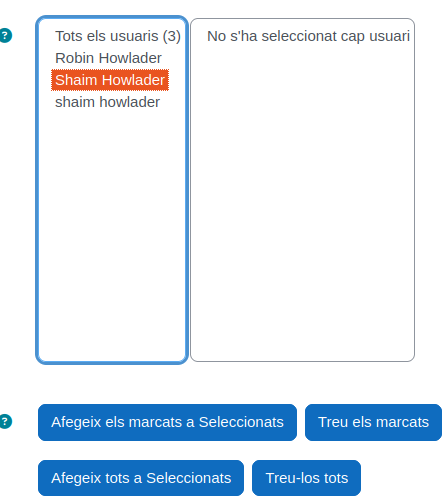 Tots els usuaris (3)
No s'ha seleccionat cap usuari
Robin Howlader
Shaim Howlader
shaim howlader
Afegeix els marcats a Seleccionats
Treu els marcats
Afegeix tots a Seleccionats
Treu-los tots